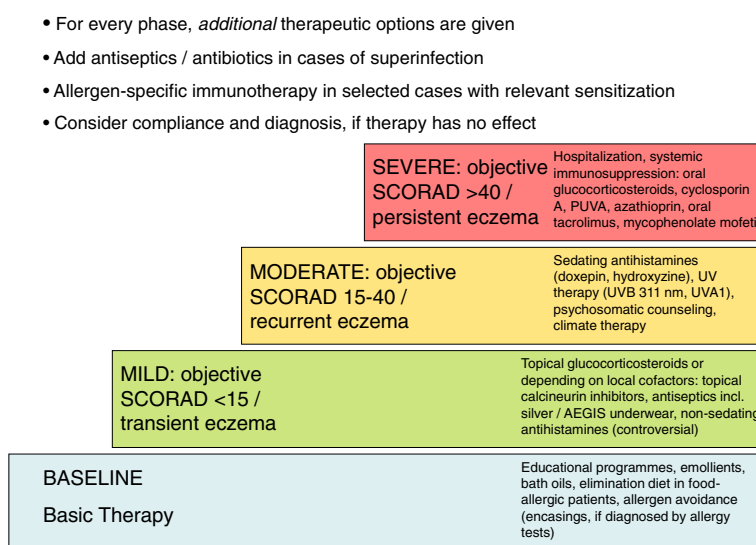 • For every phase, additional therapeutic options are given
• Add antiseptics / antibiotics in cases of superinfection
• Allergen-specific immunotherapy in selected cases with relevant sensitization
• Consider compliance and diagnosis, if therapy has no effect
SEVERE: objective
SCORAD >40 /
persistent eczema
Hospitalization, systemic
immunosuppression: oral
glucocorticosteroids, cyclosporin
A, PUVA, azathioprin, oral
tacrolimus, mycophenolate mofeti
MODERATE: objective
SCORAD 15-40 /
recurrent eczema
Sedating antihistamines
(doxepin, hydroxyzine), UV
therapy (UVB 311 nm, UVA1),
psychosomatic counseling,
climate therapy
MILD: objective
SCORAD <15 /
transient eczema
Topical glucocorticosteroids or
depending on local cofactors: topical
calcineurin inhibitors, antiseptics incl.
silver / AEGIS underwear, non-sedating
antihistamines (controversial)
BASELINE
Basic Therapy
Educational programmes, emollients,
bath oils, elimination diet in food-
allergic patients, allergen avoidance
(encasings, if diagnosed by allergy
tests)